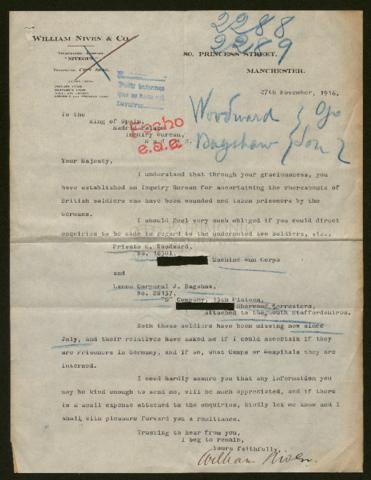 2288
2289
WILLIAM NIVEN & CO.
80, PRINCESS STREET,
MANCHESTER.
27th November, 1916.
To the
King of Spain,
Inquiry Bureau,
Hecho
e.a.e
Woodward
Bagshaw
Your Majesty,
I understand that through your graciousness, you
have established an Inquiry Bureau for ascertaining the whereabouts of
British soldiers who have been wounded and taken prisoners by the
Germans.
I should feel very much obliged if you could direct
enquiries to be made in regard to the undernoted two soldiers, viz.
Private E. Woodward.
No. 18301.
Machine Gun Corps
and
Lance Corporal J. Bagshaw,
No. 28137.
"B" Company, 13th Platoon,
Sherwood Forresters,
Attached to the South Staffordshires.
Both these soldiers have been missing now since
July, and their relatives have asked me if I could ascertain if they
are Prisoners in Germany, and if so, what Camps or Hospitals they are
interned.
I need hardly assure you that any information you
may be kind enough to send me, will be much appreciated, and if there
is a small expense attached to the enquiries, kindly let me know and I
shall with pleasure forward you a remittance.
Trusting to hear from you,
I beg to remain,
Yours faithfully,
William Niven.